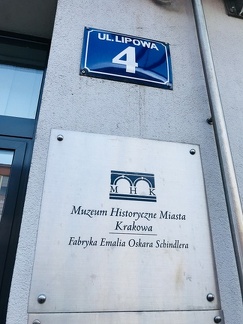 UL. LIPOWA
4
M H K
Muzeum Historyczne Miasta
Krakowa
Fabryka Emalia Oskara Schindlera